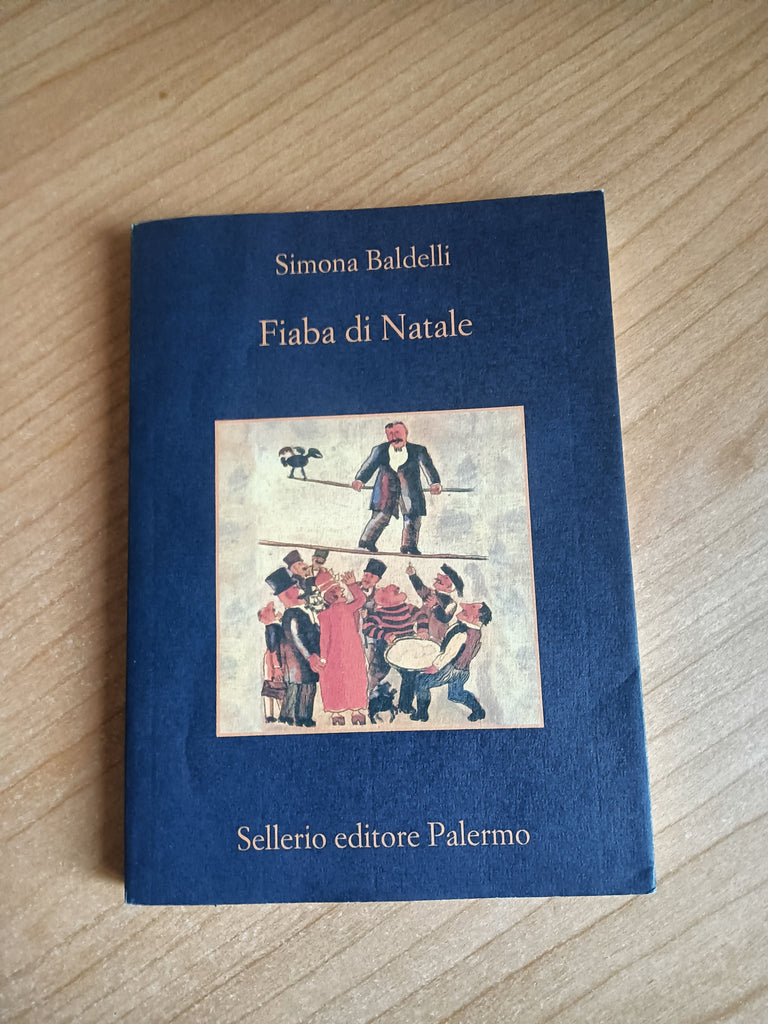 Simona Baldelli
Fiaba di Natale
Sellerio editore Palermo